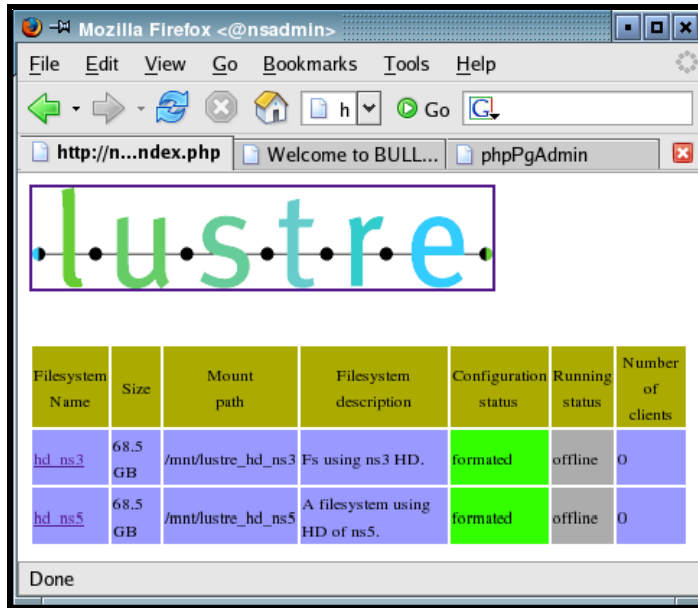 Mozilla Firefox <@nsadmin>
File Edit View Go Bookmarks Tools Help
h Go G
http://n...ndex.php Welcome to BULL... phpPgAdmin
lustre
Filesystem Name Size Mount path Filesystem description Configuration status Running status Number of clients
hd_ns3 68.5 GB /mnt/lustre_hd_ns3 Fs using ns3 HD. formated offline 0
hd_ns5 68.5 GB /mnt/lustre_hd_ns5 A filesystem using HD of ns5. formated offline 0
Done